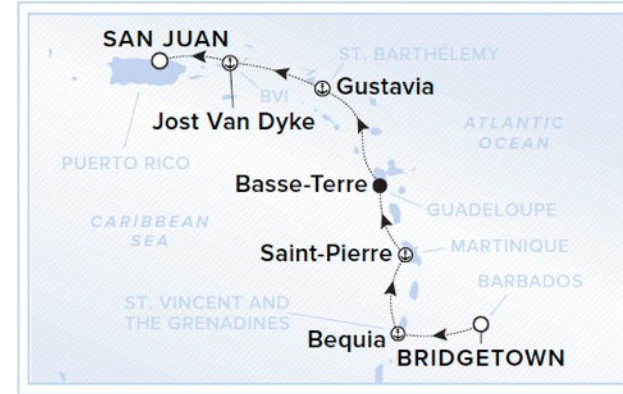 SAN JUAN
ST. BARTHÉLEMY
Gustavia
BVI
Jost Van Dyke
ATLANTIC
OCEAN
PUERTO RICO
Basse-Terre
GUADELOUPE
CARIBBEAN
SEA
Saint-Pierre
MARTINIQUE
BARBADOS
ST. VINCENT AND
THE GRENADINES
Bequia
BRIDGETOWN